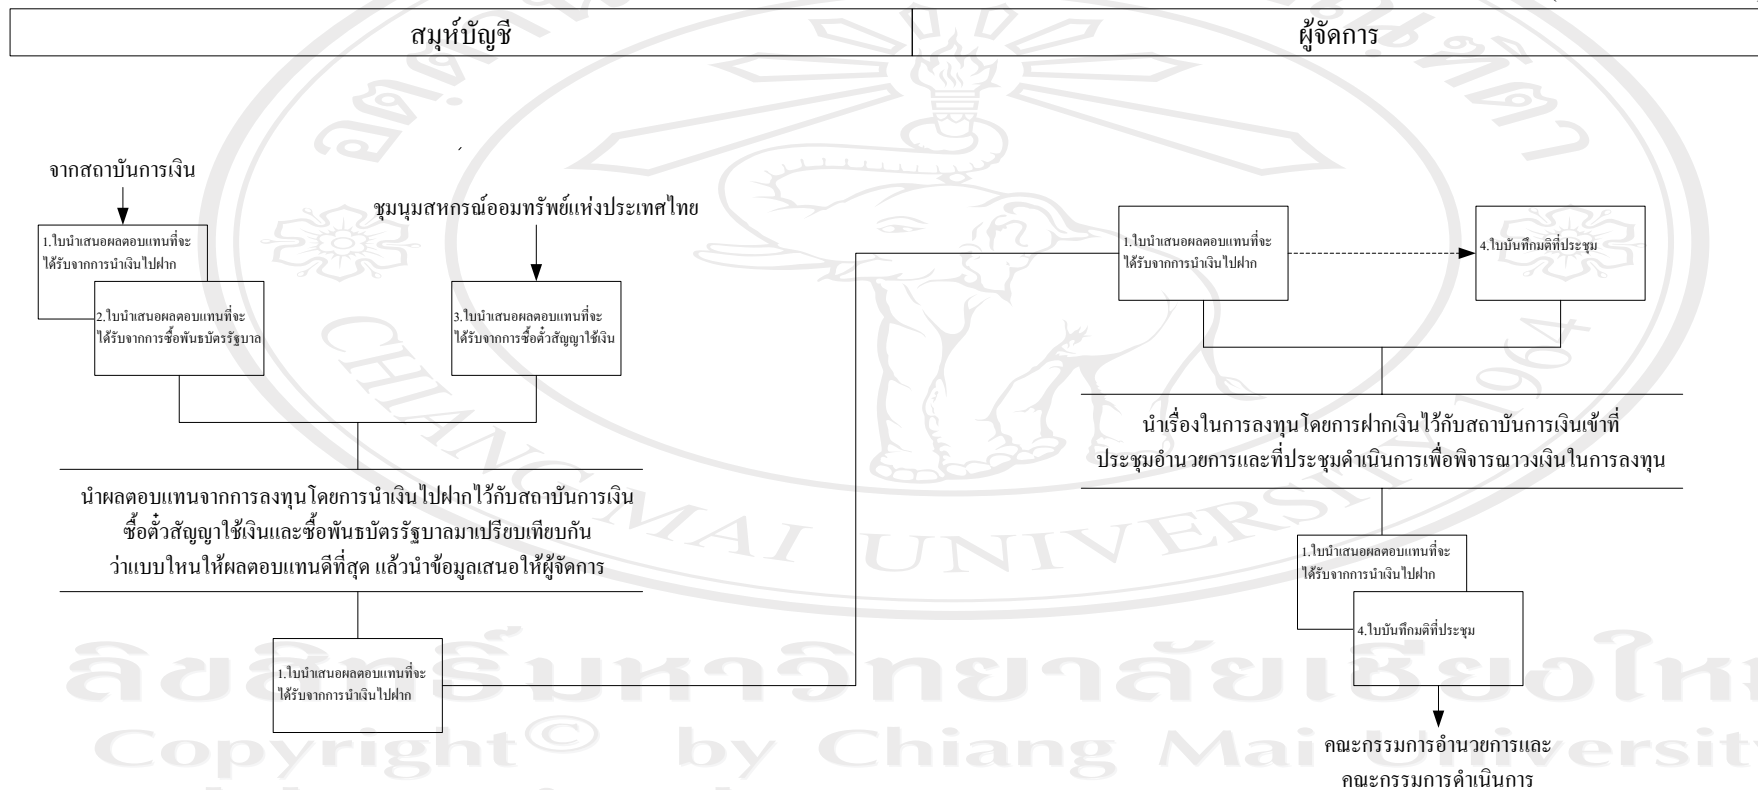 สมุห์บัญชี
ผู้จัดการ
จากสถาบันการเงิน
ชุมนุมสหกรณ์ออมทรัพย์แห่งประเทศไทย
1.ใบนำเสนอผลตอบแทนที่จะ
ได้รับจากการนำเงินไปฝาก
2.ใบนำเสนอผลตอบแทนที่จะ
ได้รับจากการซื้อพันธบัตรรัฐบาล
3.ใบนำเสนอผลตอบแทนที่จะ
ได้รับจากการซื้อตั๋วสัญญาใช้เงิน
นำผลตอบแทนจากการลงทุนโดยการนำเงินไปฝากไว้กับสถาบันการเงิน
ซื้อตั๋วสัญญาใช้เงินและซื้อพันธบัตรรัฐบาลมาเปรียบเทียบกัน
ว่าแบบใหนให้ผลตอบแทนดีที่สุด แล้วนำข้อมูลเสนอให้ผู้จัดการ
1.ใบนำเสนอผลตอบแทนที่จะ
ได้รับจากการนำเงินไปฝาก
1.ใบนำเสนอผลตอบแทนที่จะ
ได้รับจากการนำเงินไปฝาก
4.ใบบันทึกมติที่ประชุม
นำเรื่องในการลงทุนโดยการฝากเงินไว้กับสถาบันการเงินเข้าที่
ประชุมอำนวยการและที่ประชุมดำเนินการเพื่อพิจารณาวงเงินในการลงทุน
1.ใบนำเสนอผลตอบแทนที่จะ
ได้รับจากการนำเงินไปฝาก
4.ใบบันทึกมติที่ประชุม
คณะกรรมการอำนวยการและ
คณะกรรมการดำเนินการ
CHIANG MAI UNIVERSITY 1964
ลิขสิทธิ์มหาวิทยาลัยเชียงให
Copyright© by Chiang Mai Universit